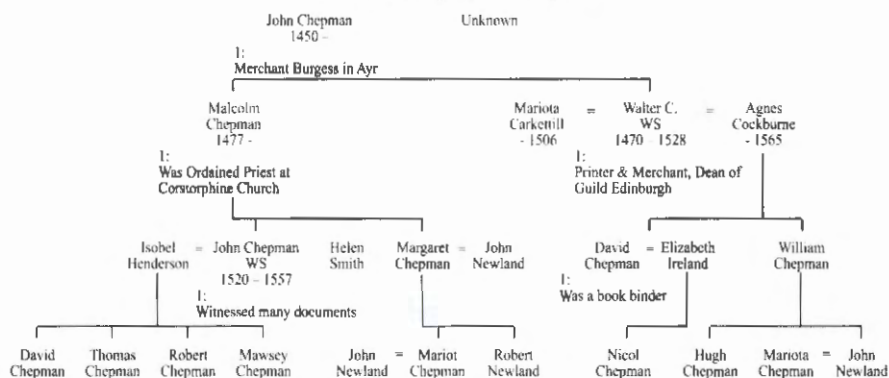 John Chepman Unknown
1450 -
1:
Merchant Burgess in Ayr
Malcolm Mariota = Walter C. = Agnes
Chepman Carkettill WS Cockburne
1477 - - 1506 1470 - 1528 - 1565
1: 1:
Was Ordained Priest at Printer & Merchant, Dean of
Corstorphine Church Guild Edinburgh
Isobel = John Chepman Helen Margaret = John David = Elizabeth William
Henderson WS Smith Chepman Newland Chepman Ireland Chepman
1520 - 1557 1:
1: Was a book binder
Witnessed many documents
David Thomas Robert Mawsey John = Mariot Robert Nicol Hugh Mariota = John
Chepman Chepman Chepman Chepman Newland Chepman Newland Chepman Chepman Chepman Newland